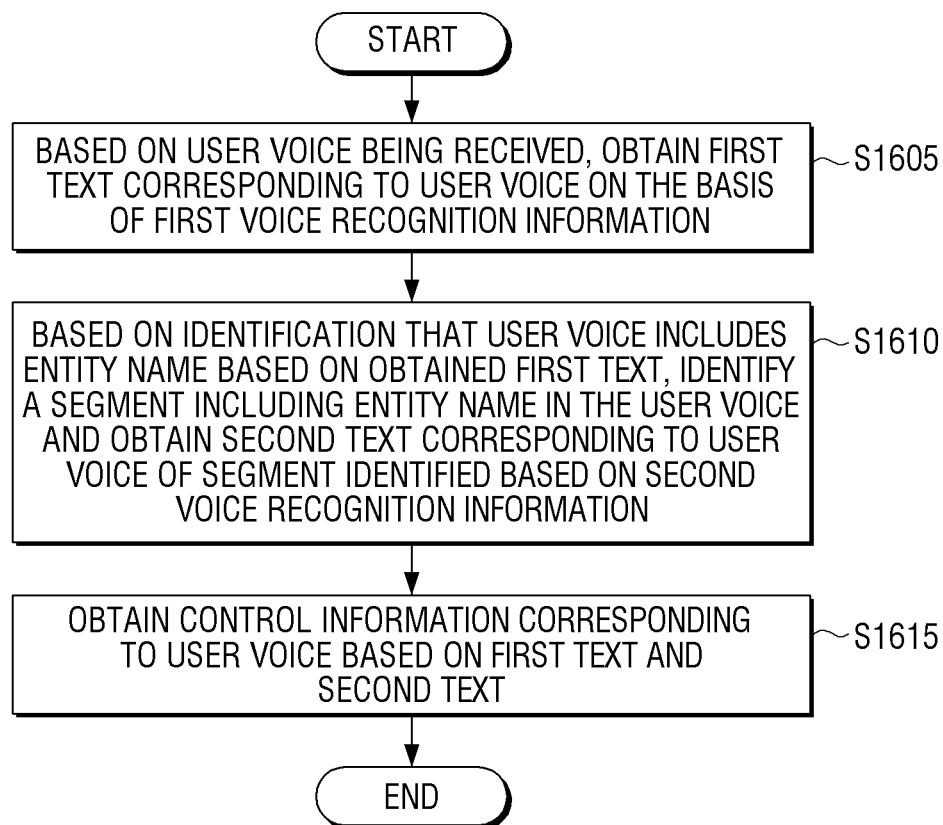 START
BASED ON USER VOICE BEING RECEIVED, OBTAIN FIRST
TEXT CORRESPONDING TO USER VOICE ON THE BASIS
OF FIRST VOICE RECOGNITION INFORMATION
S1605
BASED ON IDENTIFICATION THAT USER VOICE INCLUDES
ENTITY NAME BASED ON OBTAINED FIRST TEXT, IDENTIFY
A SEGMENT INCLUDING ENTITY NAME IN THE USER VOICE
AND OBTAIN SECOND TEXT CORRESPONDING TO USER
VOICE OF SEGMENT IDENTIFIED BASED ON SECOND
VOICE RECOGNITION INFORMATION
S1610
OBTAIN CONTROL INFORMATION CORRESPONDING
TO USER VOICE BASED ON FIRST TEXT AND
SECOND TEXT
S1615
END